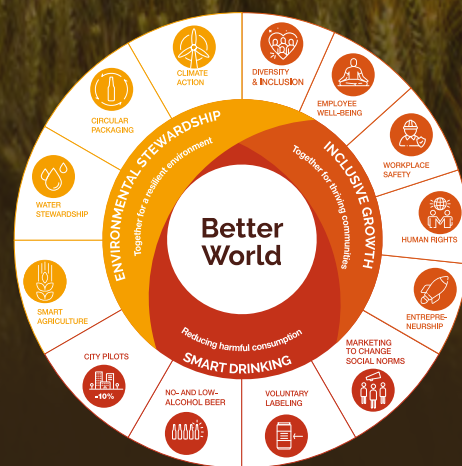 CLIMATE
ACTION
DIVERSITY
& INCLUSION
EMPLOYEE
WELL-BEING
WORKPLACE
SAFETY
HUMAN RIGHTS
ENTREPRE-
NEURSHIP
MARKETING
TO CHANGE
SOCIAL NORMS
VOLUNTARY
LABELING
NO- AND LOW-
ALCOHOL BEER
CITY PILOTS
-10%
SMART
AGRICULTURE
WATER
STEWARDSHIP
CIRCULAR
PACKAGING
ENVIRONMENTAL STEWARDSHIP
Together for a resilient environment
INCLUSIVE GROWTH
Together for thriving communities
Better
World
Reducing harmful consumption
SMART DRINKING